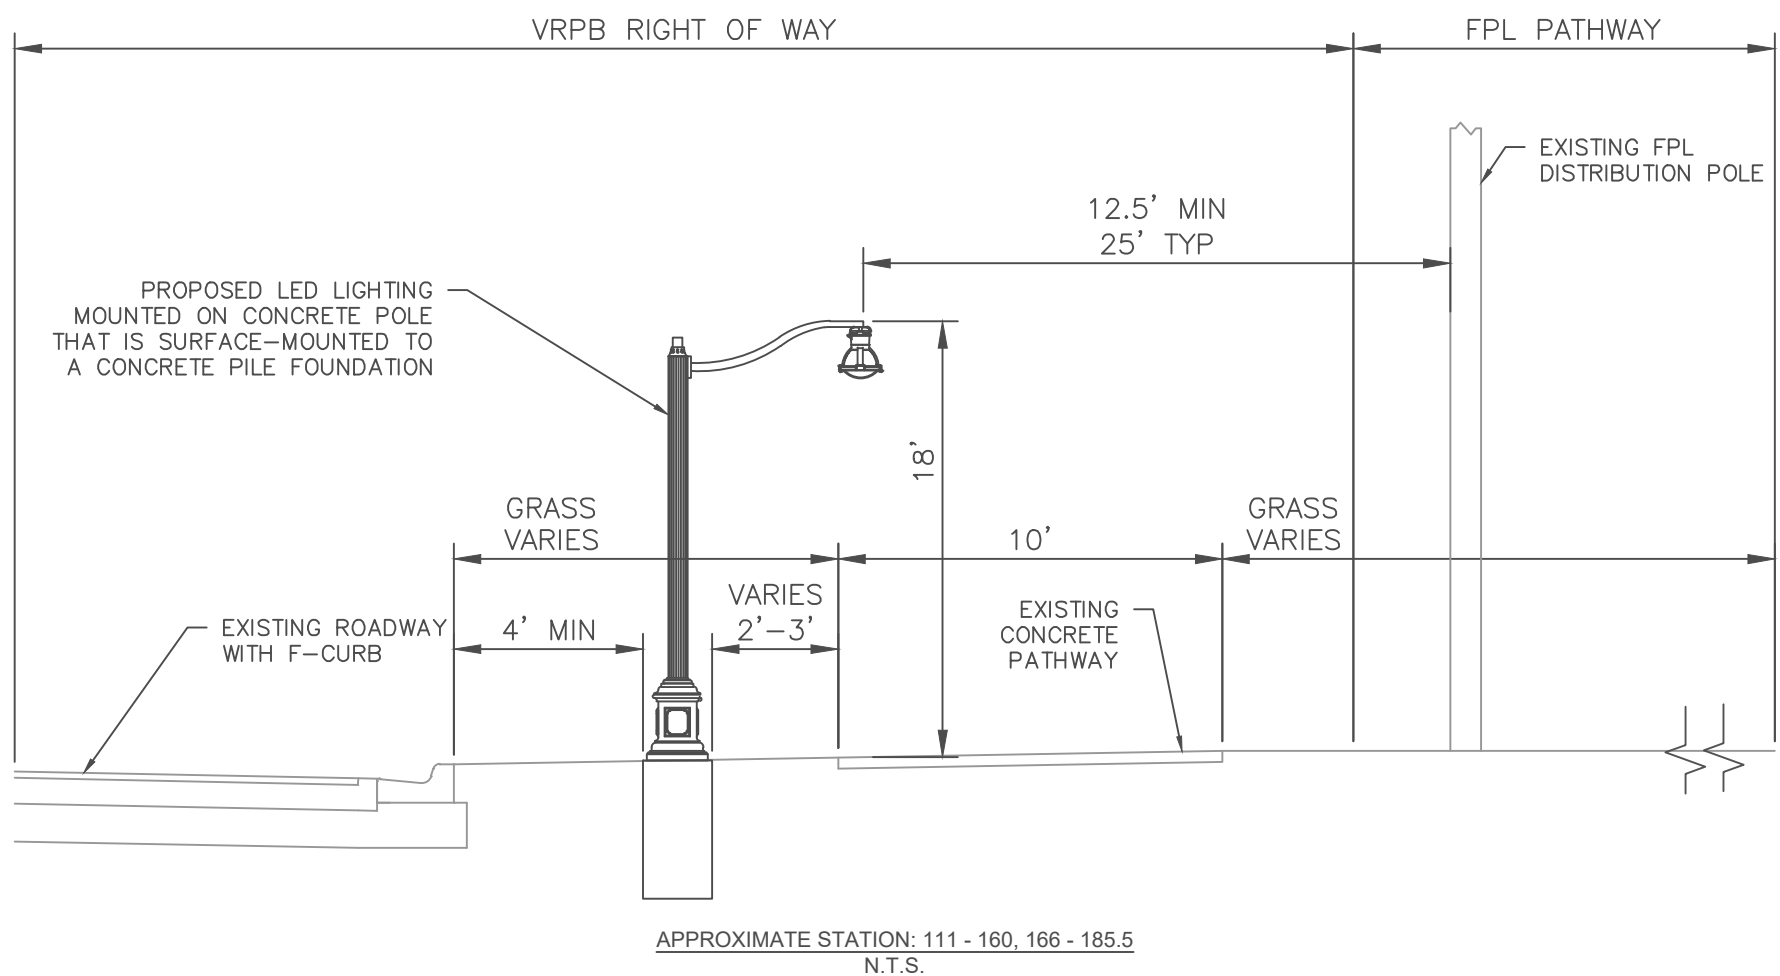 VRPB RIGHT OF WAY
FPL PATHWAY
EXISTING FPL
DISTRIBUTION POLE
12.5' MIN
25' TYP
PROPOSED LED LIGHTING
MOUNTED ON CONCRETE POLE
THAT IS SURFACE-MOUNTED TO
A CONCRETE PILE FOUNDATION
18'
GRASS
VARIES
10'
GRASS
VARIES
VARIES
2'-3'
4' MIN
EXISTING
CONCRETE
PATHWAY
EXISTING ROADWAY
WITH F-CURB
APPROXIMATE STATION: 111 - 160, 166 - 185.5
N.T.S.